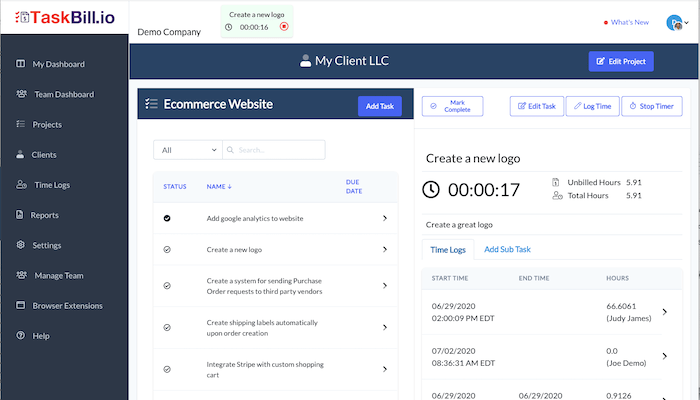 TaskBill.io
Demo Company
Create a new logo
00:00:16
What's New
My Client LLC
Edit Project
My Dashboard
Team Dashboard
Projects
Clients
Time Logs
Reports
Settings
Manage Team
Browser Extensions
Help
Ecommerce Website
Add Task
All
Search...
STATUS NAME ↓ DUE
DATE
Add google analytics to website
Create a new logo
Create a system for sending Purchase
Order requests to third party vendors
Create shipping labels automatically
upon order creation
Integrate Stripe with custom shopping
cart
Mark
Complete
Edit Task
Log Time
Stop Timer
Create a new logo
00:00:17
Unbilled Hours 5.91
Total Hours 5.91
Create a great logo
Time Logs Add Sub Task
START TIME END TIME HOURS
06/29/2020 66.6061
02:00:09 PM EDT (Judy James)
07/02/2020 0.0
08:36:31 AM EDT (Joe Demo)
06/29/2020 06/29/2020 0.9126